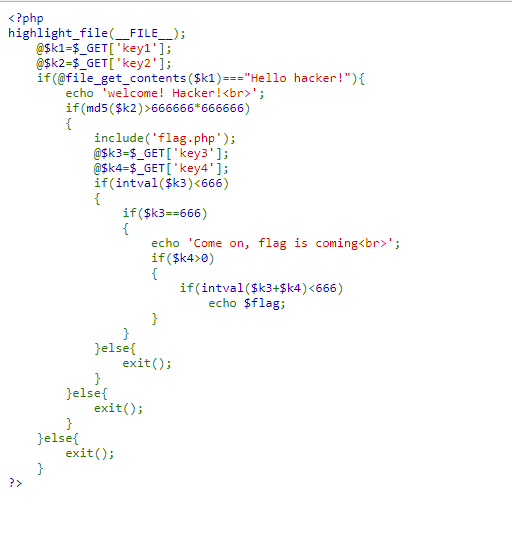 <?php
highlight_file(__FILE__);
    @$k1=$_GET['key1'];
    @$k2=$_GET['key2'];
    if(@file_get_contents($k1)==="Hello hacker!"){
        echo 'welcome! Hacker!<br>';
        if(md5($k2)>666666*666666)
        {
            include('flag.php');
            @$k3=$_GET['key3'];
            @$k4=$_GET['key4'];
            if(intval($k3)<666)
            {
                if($k3==666)
                {
                    echo 'Come on, flag is coming<br>';
                    if($k4>0)
                    {
                        if(intval($k3+$k4)<666)
                            echo $flag;
                    }
                }
            }else{
                exit();
            }
        }else{
            exit();
        }
    }else{
        exit();
    }
?>